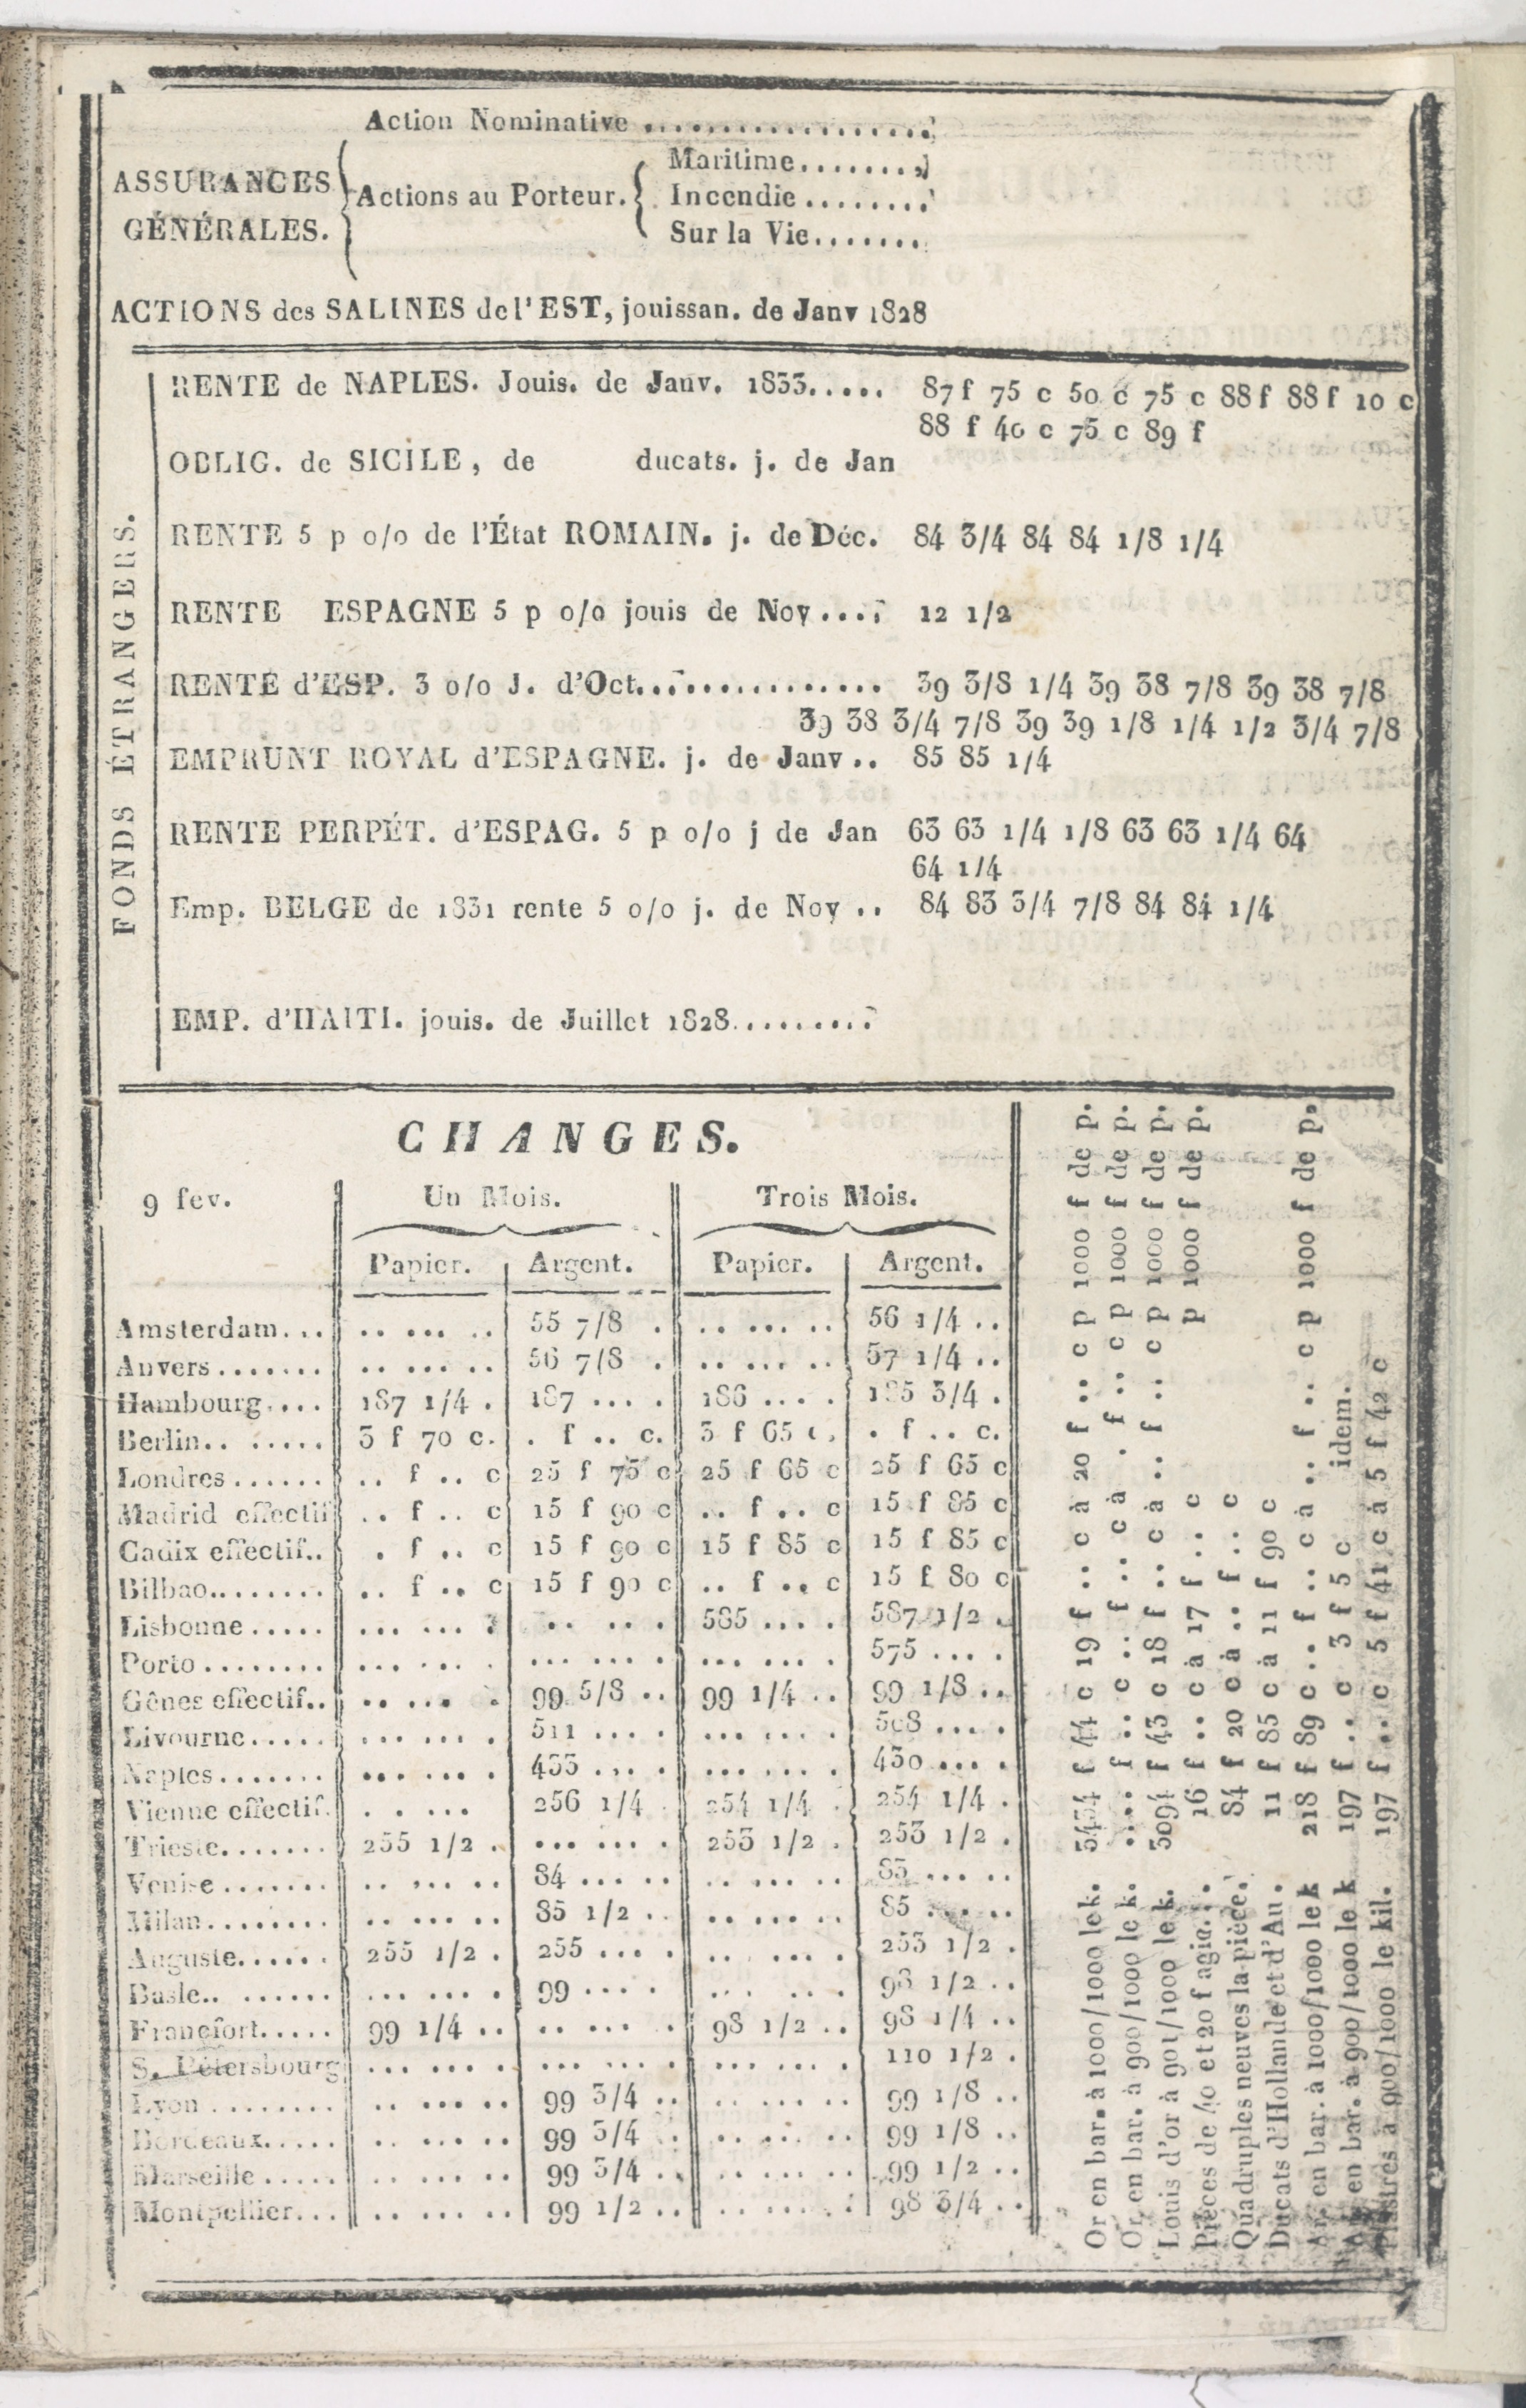 Action Nominative ...................
ASSURANCES GÉNÉRALES.
Actions au Porteur.
Maritime........
Incendie ........
Sur la Vie.......
ACTIONS des SALINES de l'EST, jouissan. de Janv 1828
FONDS ÉTRANGERS.
RENTE de NAPLES. Jouis. de Janv. 1833..... 87 f 75 c 50 c 75 c 88 f 88 f 10 c
88 f 40 c 75 c 89 f
OBLIG. de SICILE, de ducats. j. de Jan
RENTE 5 p o/o de l'État ROMAIN. j. de Déc. 84 3/4 84 84 1/8 1/4
RENTE ESPAGNE 5 p o/o jouis de Nov .... 12 1/2
RENTE d'ESP. 3 o/o J. d'Oct................ 39 3/8 1/4 39 38 7/8 39 38 7/8
39 38 3/4 7/8 39 39 1/8 1/4 1/2 3/4 7/8
EMPRUNT ROYAL d'ESPAGNE. j. de Janv .. 85 85 1/4
RENTE PERPÉT. d'ESPAG. 5 p o/o j de Jan 63 63 1/4 1/8 63 63 1/4 64
64 1/4
Emp. BELGE de 1831 rente 5 o/o j. de Nov .. 84 83 3/4 7/8 84 84 1/4
EMP. d'HAITI. jouis. de Juillet 1828.........
CHANGES.
9 fev. Un Mois. Trois Mois.
Papier. Argent. Papier. Argent.
Amsterdam... .. ... .. 55 7/8 . .. ... .. 56 1/4 ..
Anvers....... .. ... .. 56 7/8 . .. ... .. 57 1/4 ..
Hambourg.... 187 1/4 . 187 ... . 186 ... . 185 3/4 .
Berlin.. ..... 3 f 70 c. . f .. c. 3 f 65 c. . f .. c.
Londres...... .. f .. c 25 f 75 c 25 f 65 c 25 f 65 c
Madrid effectif .. f .. c 15 f 90 c .. f .. c 15 f 85 c
Cadix effectif.. . f .. c 15 f 90 c 15 f 85 c 15 f 85 c
Bilbao........ .. f .. c 15 f 90 c .. f .. c 15 f 80 c
Lisbonne..... ... ... . .. .. . 585 ... . 587 1/2 .
Porto........ ... ... . ... ... . ... ... . 575 ... .
Gênes effectif.. .. ... . 99 5/8 .. 99 1/4 .. 99 1/8 ..
Livourne..... ... ... . 511 ... . ... ... . 508 ... .
Naples....... ... ... . 435 ... . ... ... . 430 ... .
Vienne effectif. . . ... 256 1/4 254 1/4 . 254 1/4 .
Trieste....... 255 1/2 . ... ... . 253 1/2 . 253 1/2 .
Venise....... .. ... .. 84 ... .. .. ... .. 83 ... ..
Milan........ .. ... .. 85 1/2 .. .. ... .. 85 ... ..
Auguste...... 255 1/2 . 255 ... . .. ... . 253 1/2 .
Basle.. ...... ... ... . 99 ... . ... ... 98 1/2 ..
Francfort..... 99 1/4 .. .. ... . 98 1/2 .. 98 1/4 ..
S. Pétersbourg ... ... . ... ... . ... ... . 110 1/2 .
Lyon ........ .. ... .. 99 3/4 .. .. ... .. 99 1/8 ..
Bordeaux..... .. ... .. 99 3/4 . .. ... .. 99 1/8 ..
Marseille ..... .. ... .. 99 3/4 .. .. ... .. 99 1/2 ..
Montpellier... .. ... .. 99 1/2 .. .. ... . 98 3/4 ..
Or en bar. à 1000/1000 le k. 3434 f 44 c 19 f .. c à 20 f .. c p 1000 f de p.
Or en bar. à 900/1000 le k. .... f .. c .. f .. c à . f .. c p 1000 f de p.
Louis d'or à 901/1000 le k. 3094 f 43 c 18 f .. c à .. f .. c p 1000 f de p.
Pièces de 40 et 20 f agio... 16 f .. c à 17 f .. c p 1000 f de p.
Quadruples neuves la pièce. 84 f 20 c à .. f .. c
Ducats d'Hollande et d'Au. 11 f 85 c à 11 f 90 c
Ar. en bar. à 1000/1000 le k 218 f 89 c .. f .. c à .. f .. c p 1000 f de p.
Ar. en bar. à 900/1000 le k 197 f .. c 3 f 5 c idem.
Piastres à 900/1000 le kil. 197 f .. c 5 f 41 c à 5 f 42 c